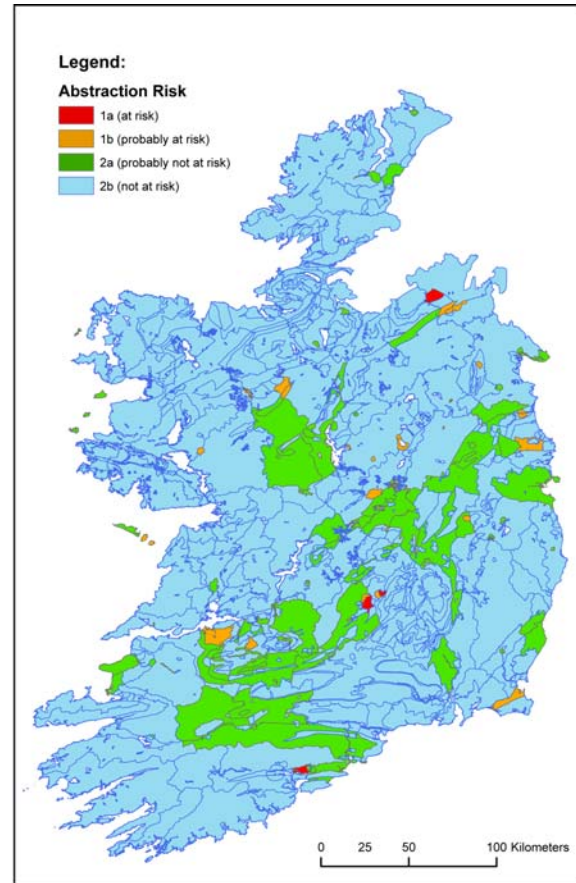 Legend:
Abstraction Risk
1a (at risk)
1b (probably at risk)
2a (probably not at risk)
2b (not at risk)
0 25 50 100 Kilometers